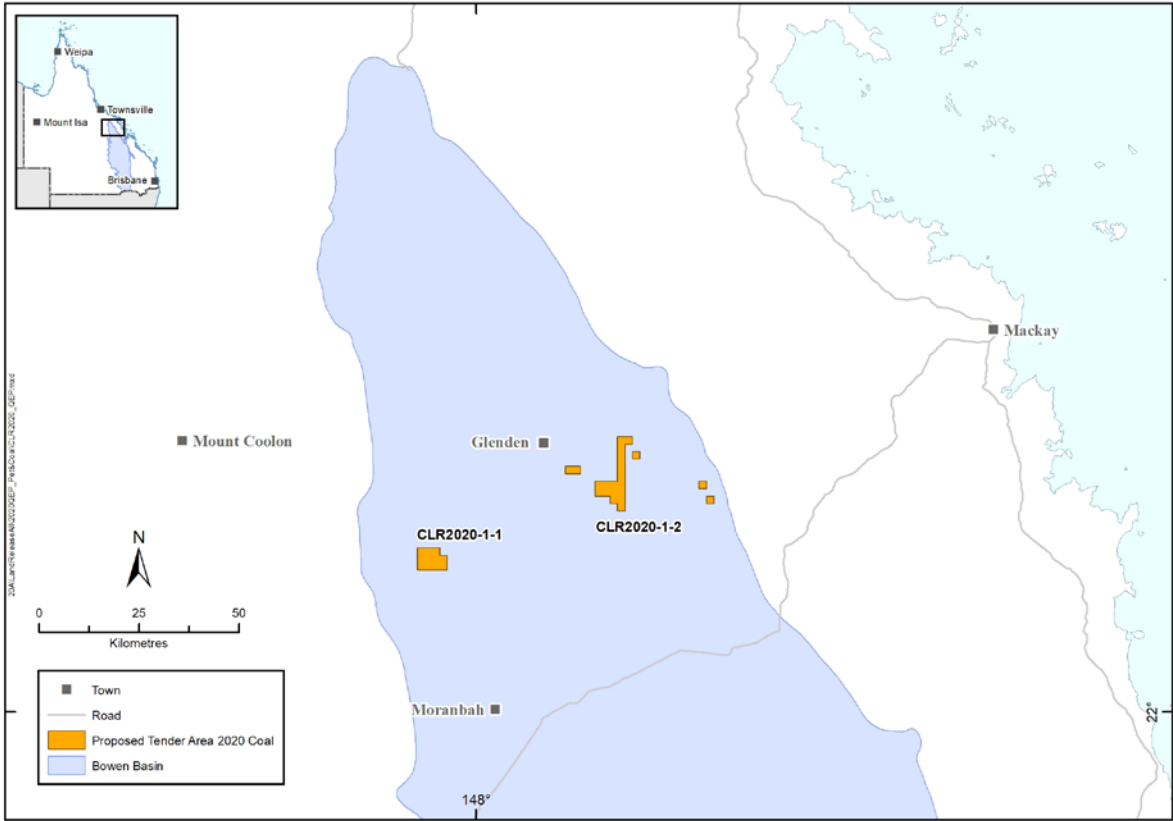 Weipa
Townsville
Mount Isa
Brisbane
Mackay
Mount Coolon
Glenden
CLR2020-1-2
CLR2020-1-1
N
0 25 50
Kilometres
Moranbah
22°
148°
Town
Road
Proposed Tender Area 2020 Coal
Bowen Basin